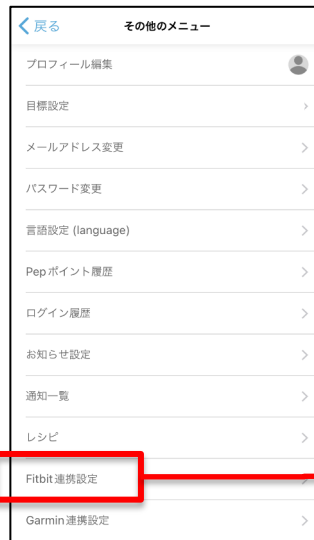 戻る その他のメニュー
プロフィール編集
目標設定
メールアドレス変更
パスワード変更
言語設定 (language)
Pepポイント履歴
ログイン履歴
お知らせ設定
通知一覧
レシピ
Fitbit連携設定
Garmin連携設定